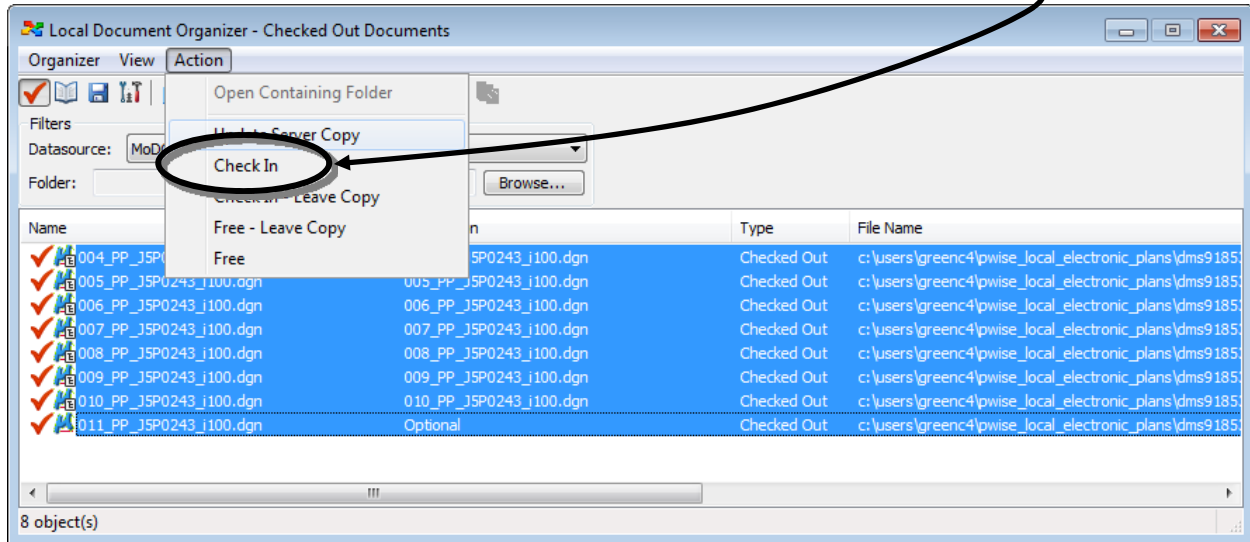 Local Document Organizer - Checked Out Documents
Organizer View Action
Open Containing Folder
Filters
Update Server Copy
Datasource: MoD
Check In
Folder: Browse...
Check In - Leave Copy
Name Free - Leave Copy n Type File Name
Free
004_PP_J5P 5P0243_i100.dgn Checked Out c:\users\greenc4\pwise_local_electronic_plans\dms9185
005_PP_J5P0243_i100.dgn 005_PP_J5P0243_i100.dgn Checked Out c:\users\greenc4\pwise_local_electronic_plans\dms9185
006_PP_J5P0243_i100.dgn 006_PP_J5P0243_i100.dgn Checked Out c:\users\greenc4\pwise_local_electronic_plans\dms9185
007_PP_J5P0243_i100.dgn 007_PP_J5P0243_i100.dgn Checked Out c:\users\greenc4\pwise_local_electronic_plans\dms9185
008_PP_J5P0243_i100.dgn 008_PP_J5P0243_i100.dgn Checked Out c:\users\greenc4\pwise_local_electronic_plans\dms9185
009_PP_J5P0243_i100.dgn 009_PP_J5P0243_i100.dgn Checked Out c:\users\greenc4\pwise_local_electronic_plans\dms9185
010_PP_J5P0243_i100.dgn 010_PP_J5P0243_i100.dgn Checked Out c:\users\greenc4\pwise_local_electronic_plans\dms9185
011_PP_J5P0243_i100.dgn Optional Checked Out c:\users\greenc4\pwise_local_electronic_plans\dms9185
8 object(s)